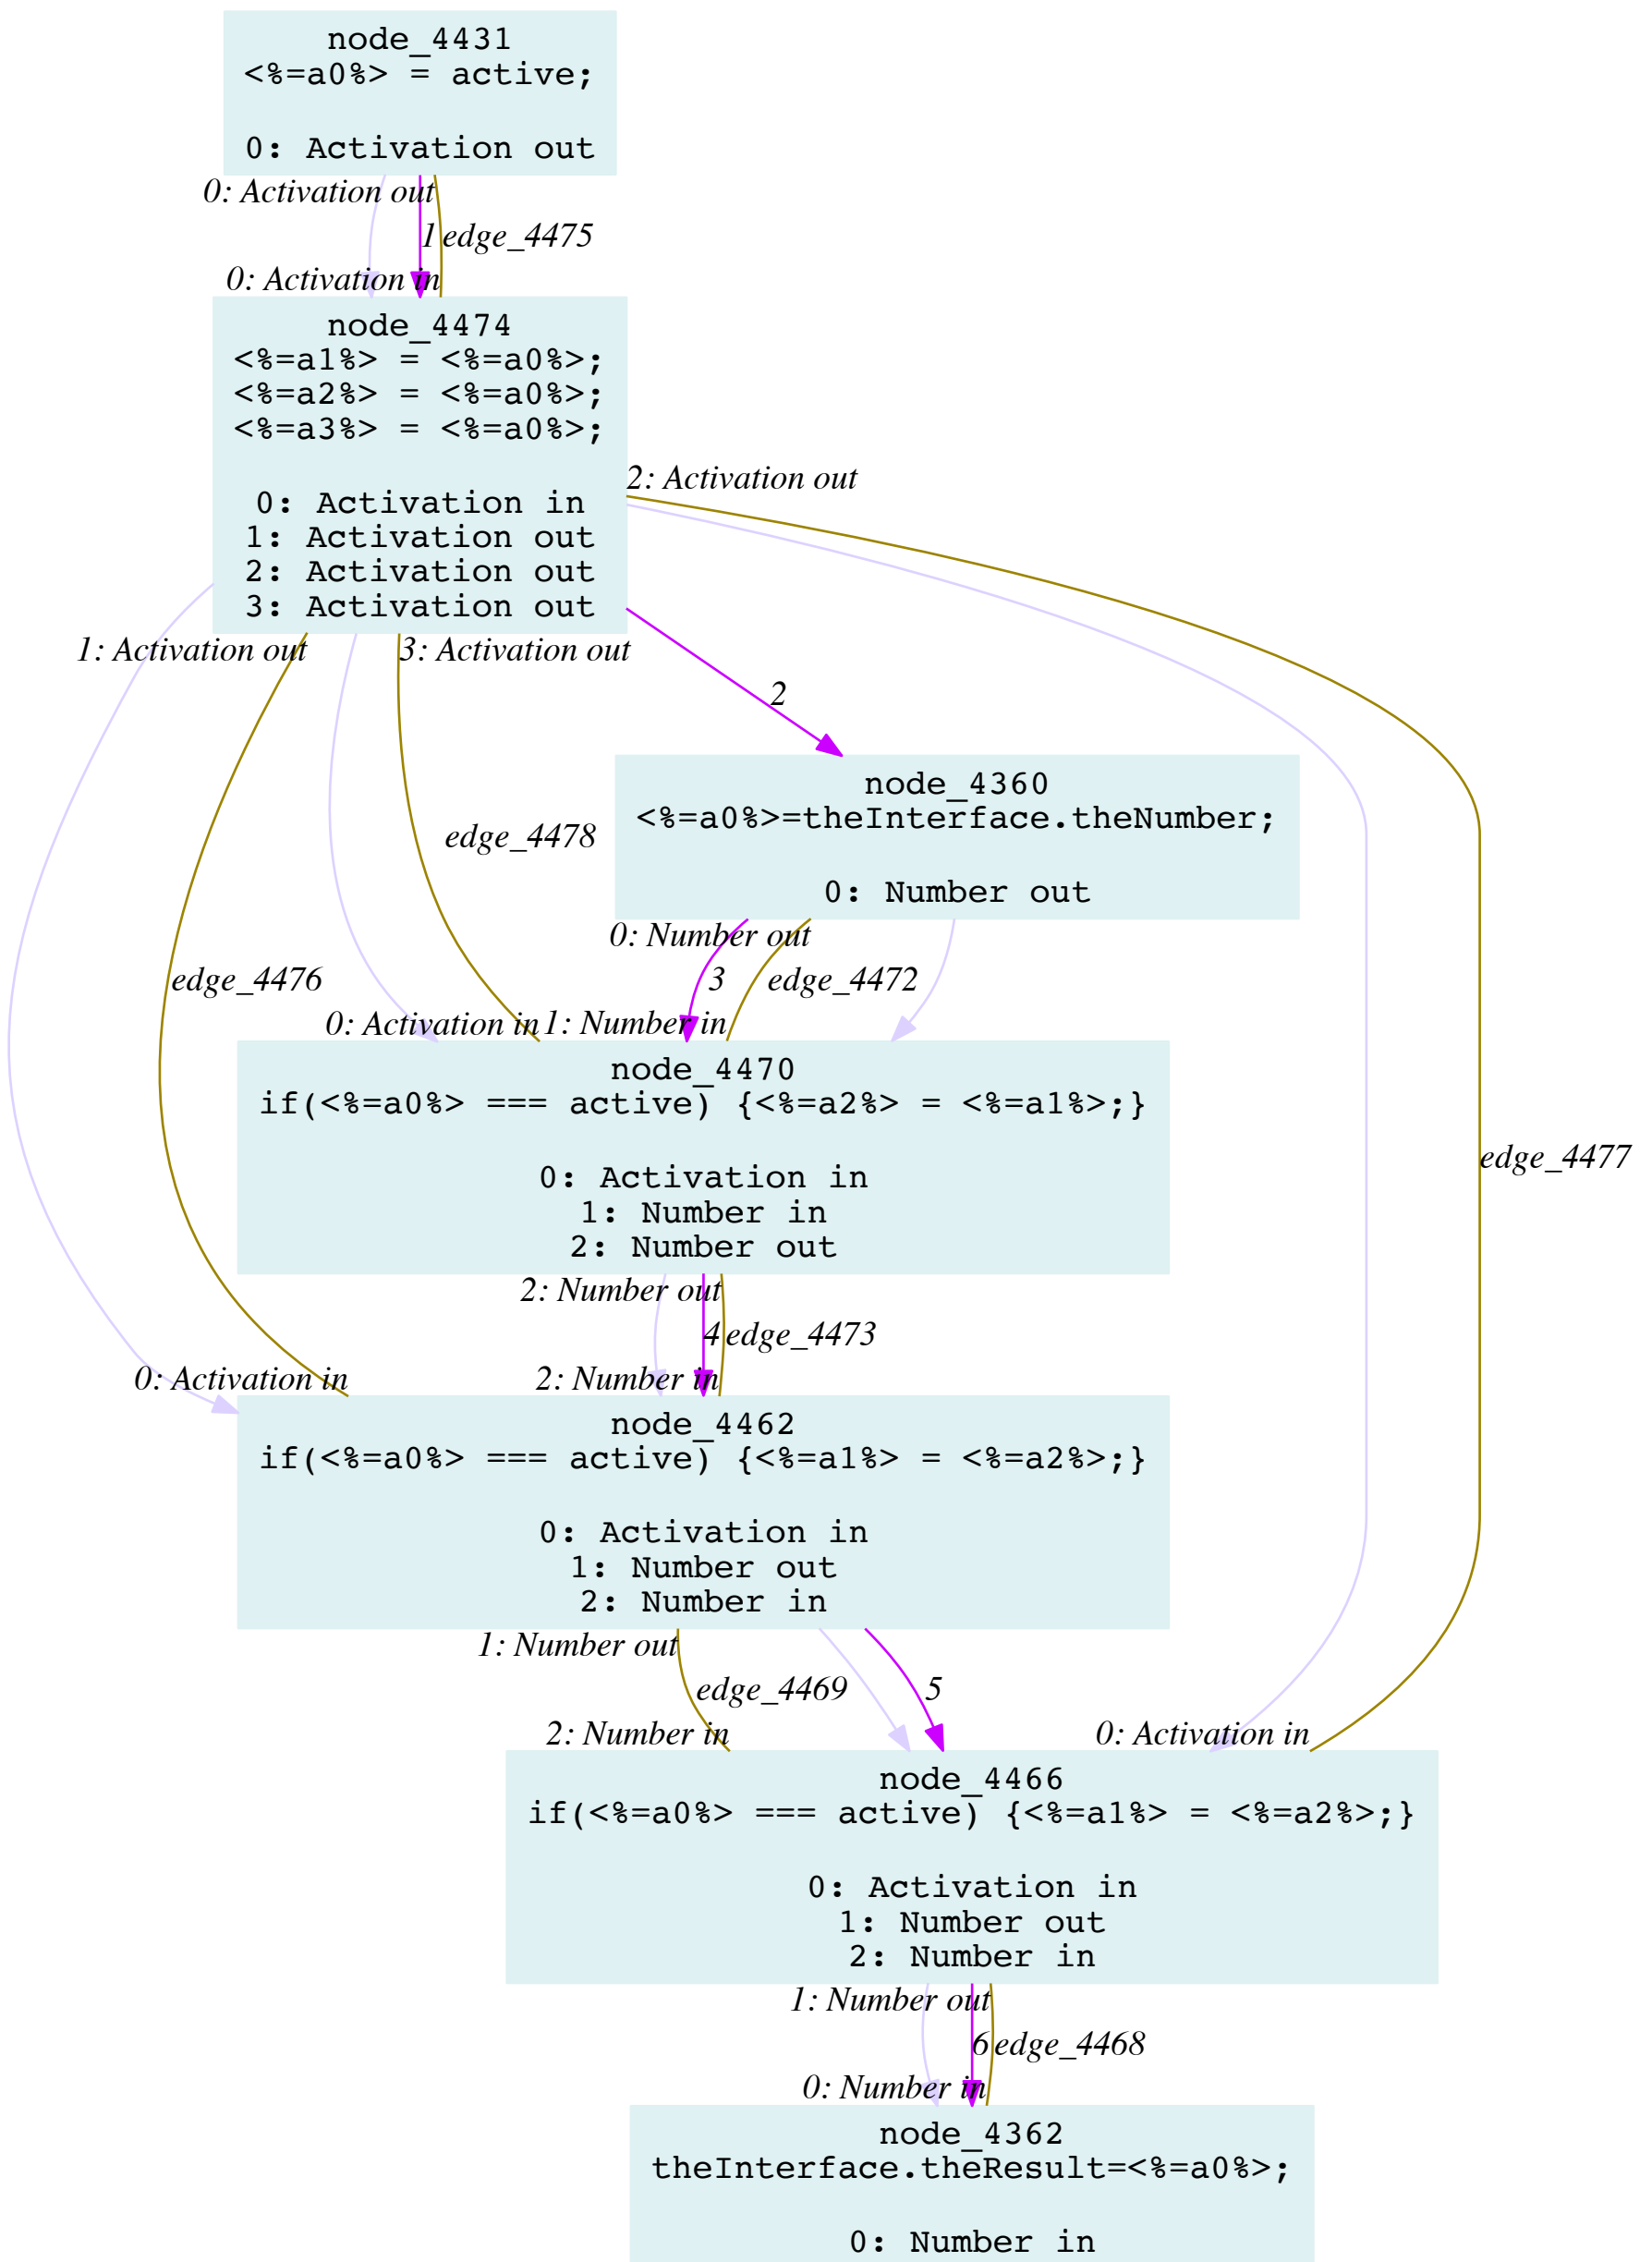 node_4431
<%=a0%> = active;
0: Activation out
0: Activation out
1 edge_4475
0: Activation in
node_4474
<%=a1%> = <%=a0%>;
<%=a2%> = <%=a0%>;
<%=a3%> = <%=a0%>;
0: Activation in
1: Activation out
2: Activation out
3: Activation out
2: Activation out
1: Activation out
3: Activation out
2
node_4360
<%=a0%>=theInterface.theNumber;
0: Number out
edge_4478
0: Number out
edge_4476
3
edge_4472
0: Activation in
1: Number in
node_4470
if(<%=a0%> === active) {<%=a2%> = <%=a1%>;}
0: Activation in
1: Number in
2: Number out
edge_4477
2: Number out
4 edge_4473
0: Activation in
2: Number in
node_4462
if(<%=a0%> === active) {<%=a1%> = <%=a2%>;}
0: Activation in
1: Number out
2: Number in
1: Number out
edge_4469
5
2: Number in
0: Activation in
node_4466
if(<%=a0%> === active) {<%=a1%> = <%=a2%>;}
0: Activation in
1: Number out
2: Number in
1: Number out
6 edge_4468
0: Number in
node_4362
theInterface.theResult=<%=a0%>;
0: Number in